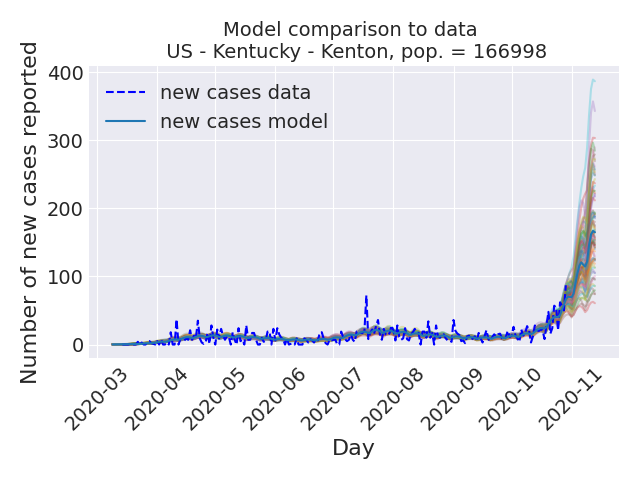 Model comparison to data
US - Kentucky - Kenton, pop. = 166998
Number of new cases reported
400
300
200
100
0
new cases data
new cases model
2020-03
2020-04
2020-05
2020-06
2020-07
2020-08
2020-09
2020-10
2020-11
Day